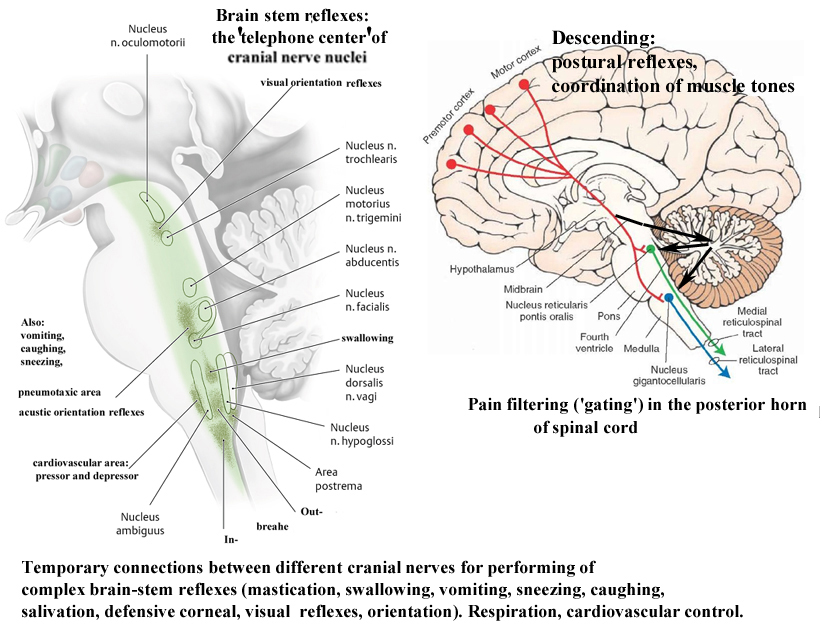 Brain stem reflexes:
the 'telephone center' of
cranial nerve nuclei
Nucleus
n. oculomotorii
visual orientation reflexes
Nucleus n.
trochlearis
Nucleus
motorius
n. trigemini
Nucleus n.
abducentis
Nucleus
n. facialis
swallowing
Nucleus
dorsalis
n. vagi
Nucleus
n. hypoglossi
Area
postrema
Out-
breahe
In-
Also:
vomiting,
caughing,
sneezing,
pneumotaxic area
acustic orientation reflexes
cardiovascular area:
pressor and depressor
Nucleus
ambiguus
Descending:
postural reflexes,
coordination of muscle tones
Motor cortex
Premotor cortex
Hypothalamus
Midbrain
Nucleus reticularis
pontis oralis
Pons
Fourth
ventricle
Medulla
Nucleus
gigantocellularis
Medial
reticulospinal
tract
Lateral
reticulospinal
tract
Pain filtering ('gating') in the posterior horn
of spinal cord
Temporary connections between different cranial nerves for performing of
complex brain-stem reflexes (mastication, swallowing, vomiting, sneezing, caughing,
salivation, defensive corneal, visual reflexes, orientation). Respiration, cardiovascular control.